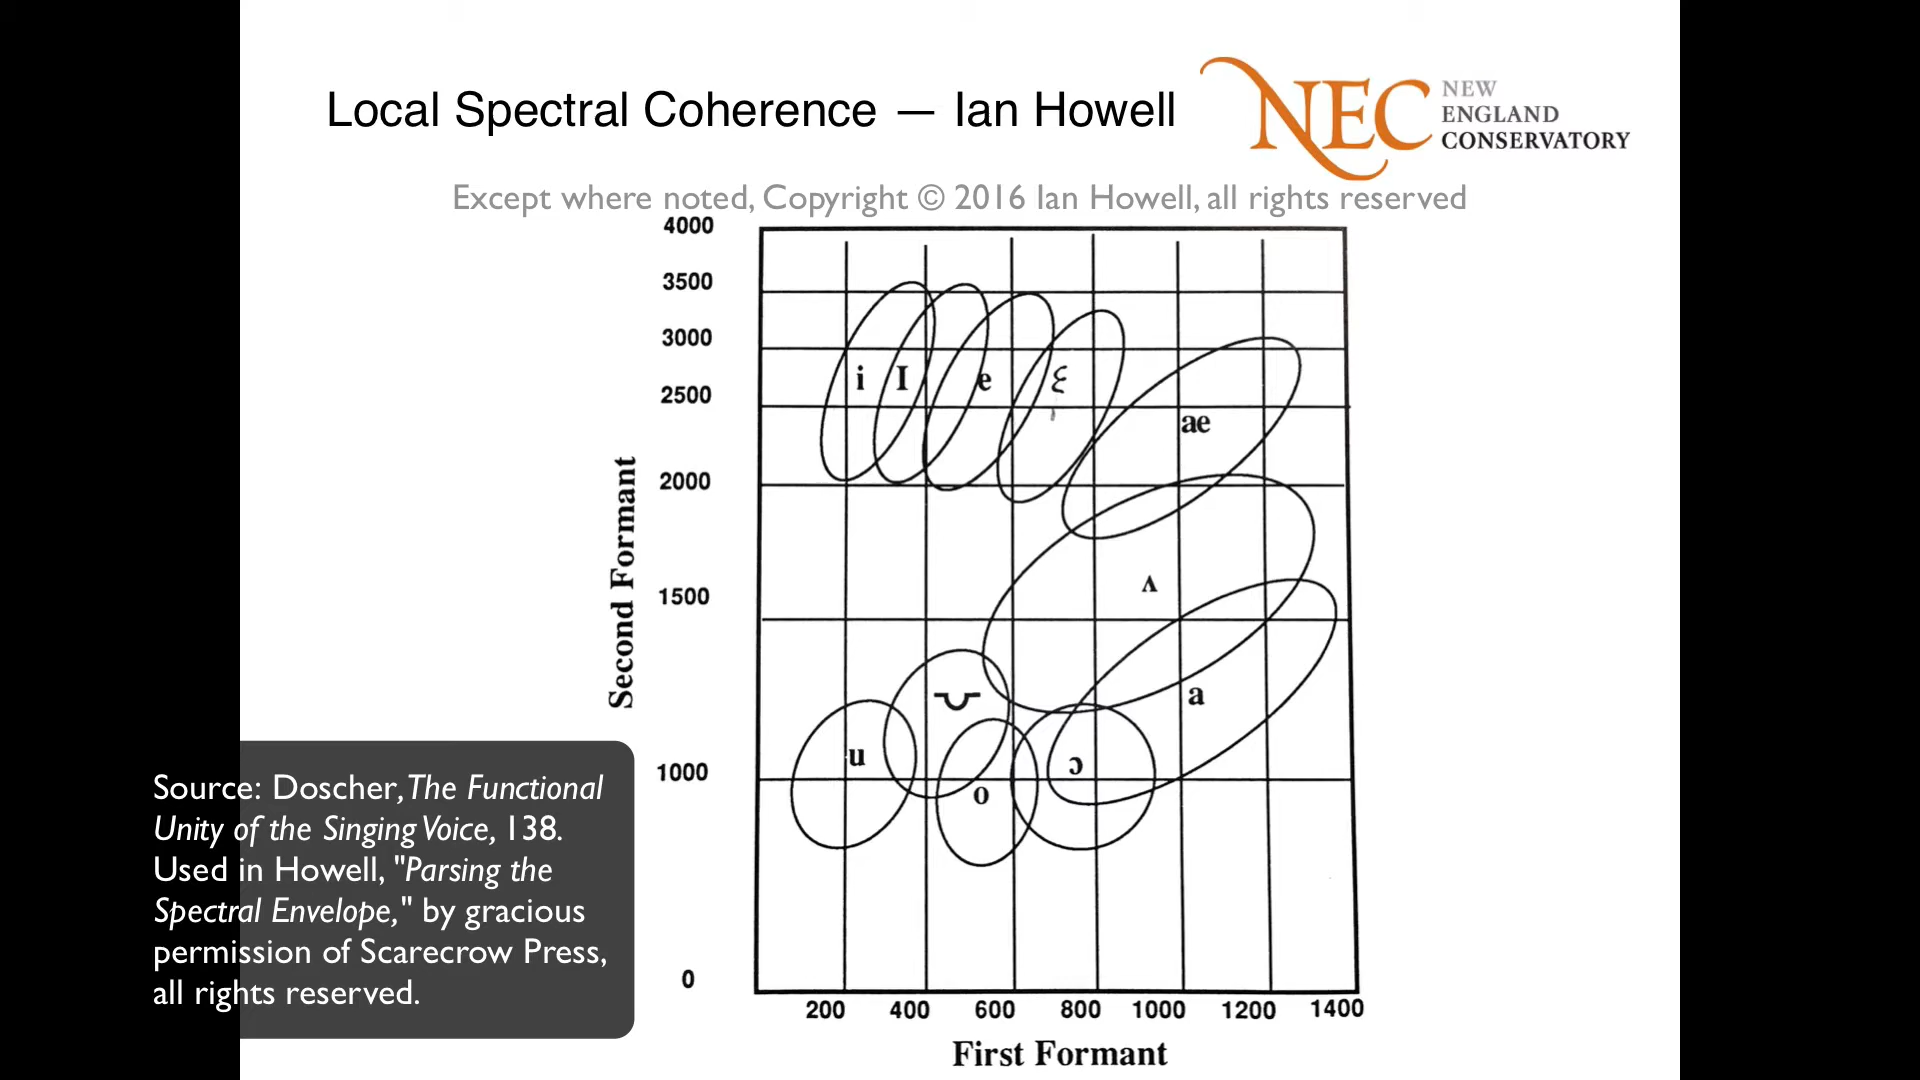 Local Spectral Coherence — Ian Howell
NEC NEW
ENGLAND
CONSERVATORY
Except where noted, Copyright © 2016 Ian Howell, all rights reserved
4000
3500
3000
2500
2000
1500
1000
0
Second Formant
i I e ξ
ae
ʌ
a
u
o
ɔ
200 400 600 800 1000 1200 1400
First Formant
Source: Doscher, The Functional
Unity of the Singing Voice, 138.
Used in Howell, "Parsing the
Spectral Envelope," by gracious
permission of Scarecrow Press,
all rights reserved.